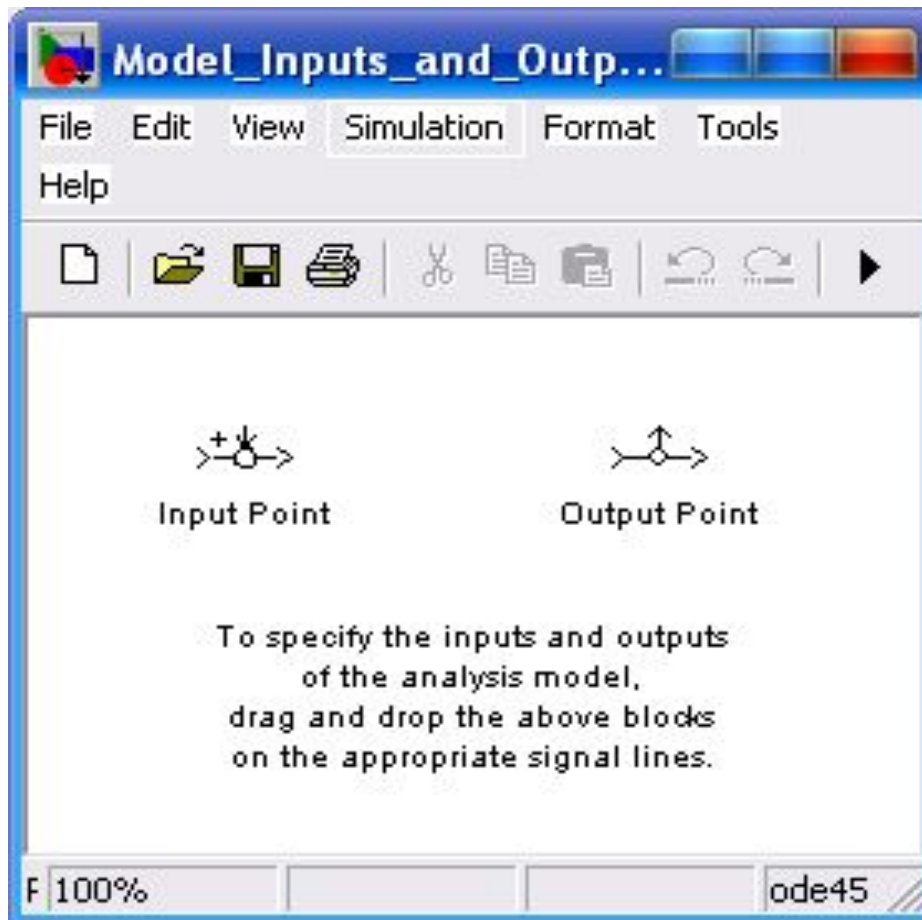 Model_Inputs_and_Outp...
File Edit View Simulation Format Tools
Help
Input Point Output Point
To specify the inputs and outputs
of the analysis model,
drag and drop the above blocks
on the appropriate signal lines.
100% ode45